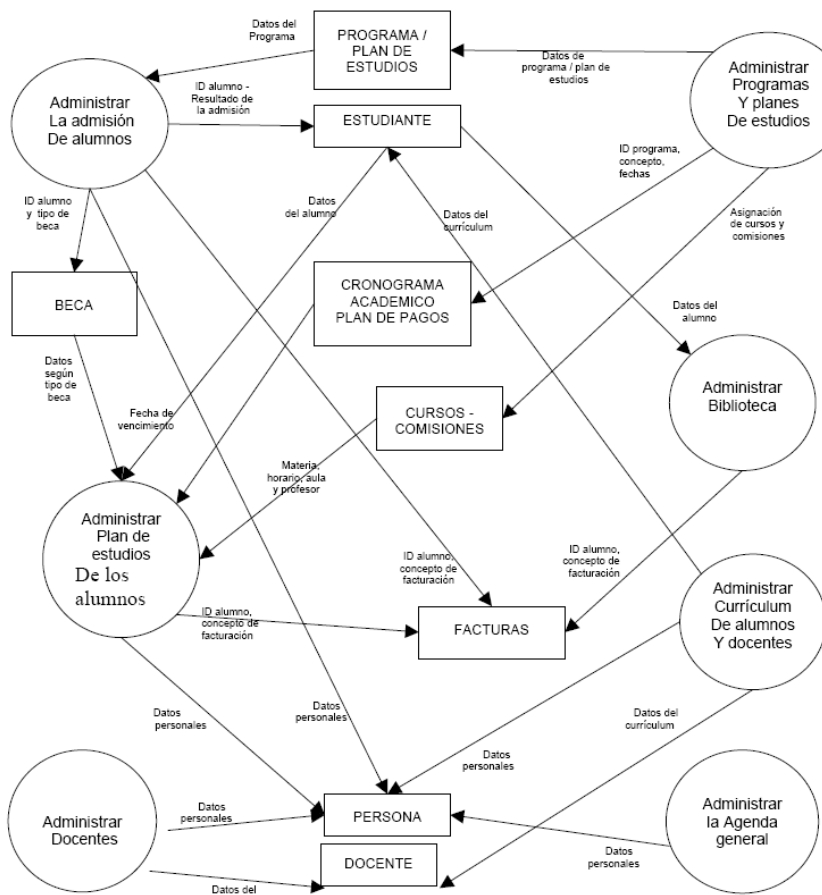 Datos del
Programa
PROGRAMA /
PLAN DE
ESTUDIOS
Datos de
programa / plan de
estudios
Administrar
Programas
Y planes
De estudios
Administrar
La admisión
De alumnos
ID alumno -
Resultado de
la admisión
ESTUDIANTE
ID programa,
concepto,
fechas
ID alumno
y tipo de
beca
Datos
del alumno
Datos del
currículum
Asignación
de cursos y
comisiones
BECA
CRONOGRAMA
ACADEMICO
PLAN DE PAGOS
Datos del
alumno
Datos
según
tipo de
beca
Fecha de
vencimiento
CURSOS -
COMISIONES
Administrar
Biblioteca
Materia,
horario, aula
y profesor
Administrar
Plan de
estudios
De los
alumnos
ID alumno,
concepto de
facturación
ID alumno,
concepto de
facturación
Administrar
Currículum
De alumnos
Y docentes
ID alumno,
concepto de
facturación
FACTURAS
Datos
personales
Datos
personales
Datos del
currículum
Datos
personales
Administrar
Docentes
Datos
personales
PERSONA
Administrar
la Agenda
general
Datos
personales
DOCENTE
Datos del